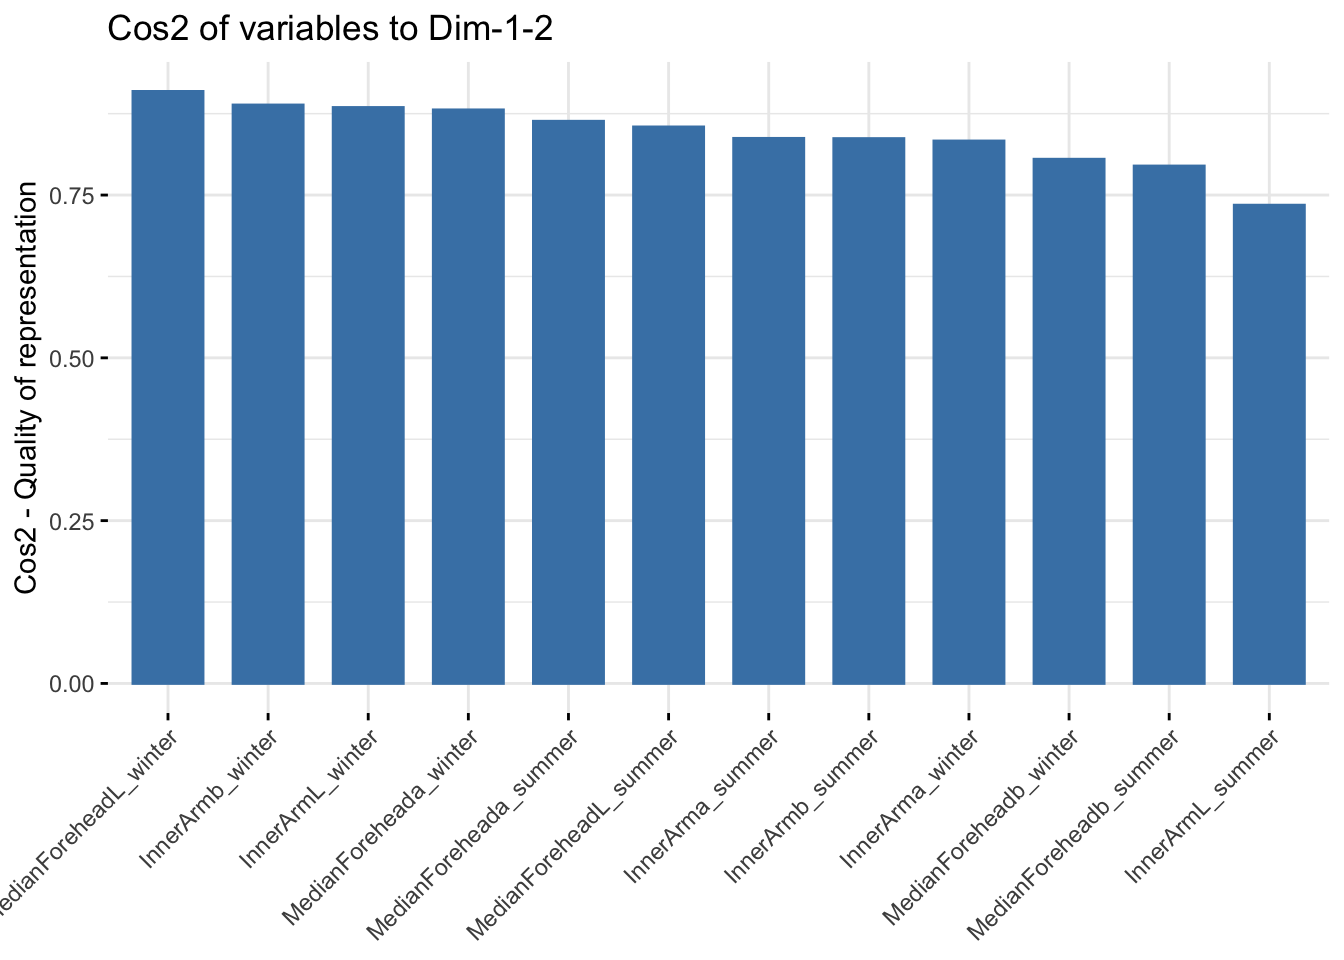 Cos2 of variables to Dim-1-2
Cos2 - Quality of representation
0.75
0.50
0.25
0.00
edianForeheadL_winter
InnerArmb_winter
InnerArmL_winter
MedianForeheada_winter
MedianForeheada_summer
MedianForeheadL_summer
InnerArma_summer
InnerArmb_summer
InnerArma_winter
MedianForeheadb_winter
MedianForeheadb_summer
InnerArmL_summer